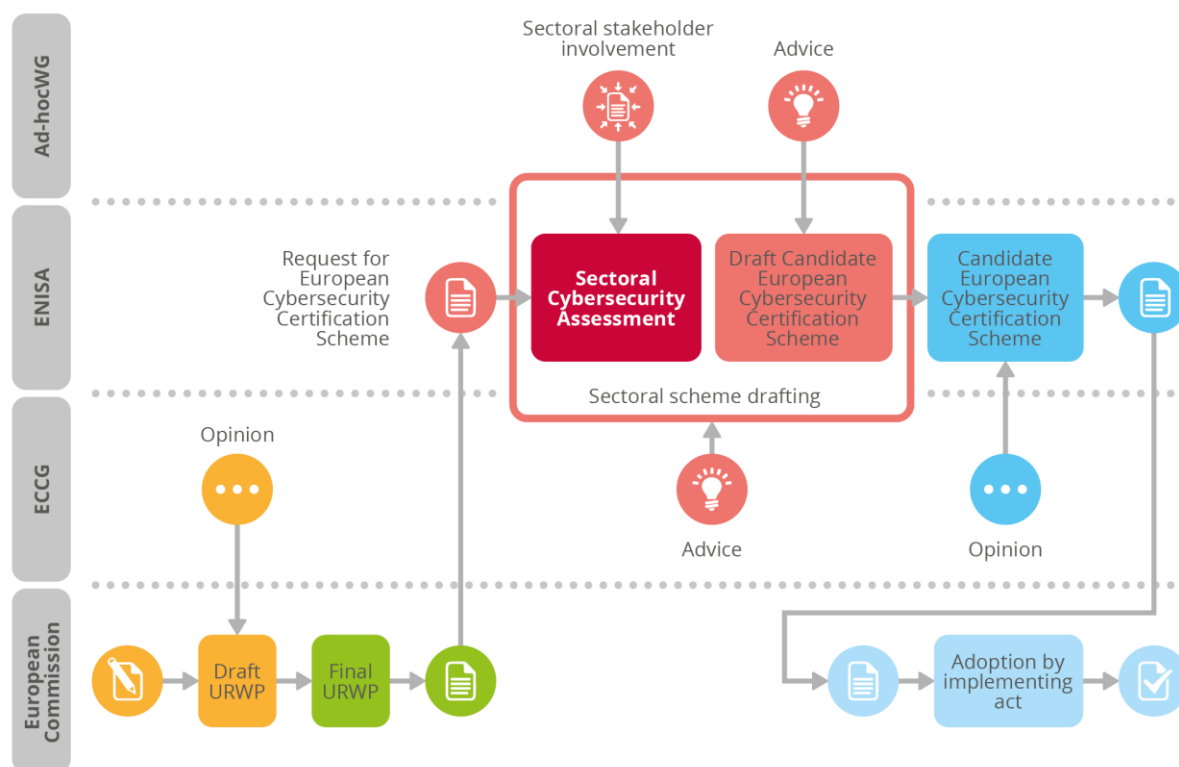 Ad-hocWG
Sectoral stakeholder
involvement
Advice
ENISA
Request for
European
Cybersecurity
Certification
Scheme
Sectoral
Cybersecurity
Assessment
Draft Candidate
European
Cybersecurity
Certification
Scheme
Candidate
European
Cybersecurity
Certification
Scheme
Sectoral scheme drafting
ECCG
Opinion
Advice
Opinion
European
Commission
Draft
URWP
Final
URWP
Adoption by
implementing
act